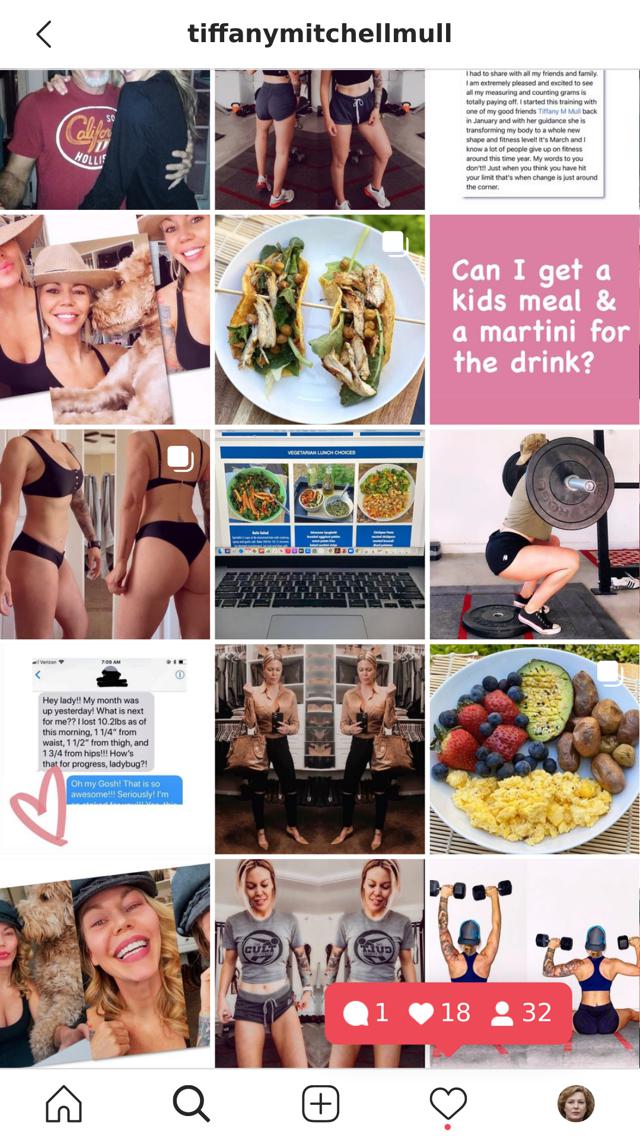 tiffanymitchellmull
I had to share with all my friends and family.
I am extremely pleased and excited to see
all my measuring and counting grams is
totally paying off. I started this training with
one of my good friends Tiffany M Mull back
in January and with her guidance she is
transforming my body to a whole new
shape and fitness level! It's March and I
know a lot of people give up on fitness
around this time year. My words to you
don't!! Just when you think you have hit
your limit that's when change is just around
the corner.
SO
Califor
HOLLIS
Can I get a
kids meal &
a martini for
the drink?
VEGETARIAN LUNCH CHOICES
Verizon 7:09 AM
Hey lady!! My month was
up yesterday! What is next
for me?? I lost 10.2lbs as of
this morning, 1 1/4" from
waist, 1 1/2" from thigh, and
1 3/4 from hips!!! How's
that for progress, ladybug?!
Oh my Gosh! That is so
awesome!!! Seriously! I'm
CULT
1 18 32